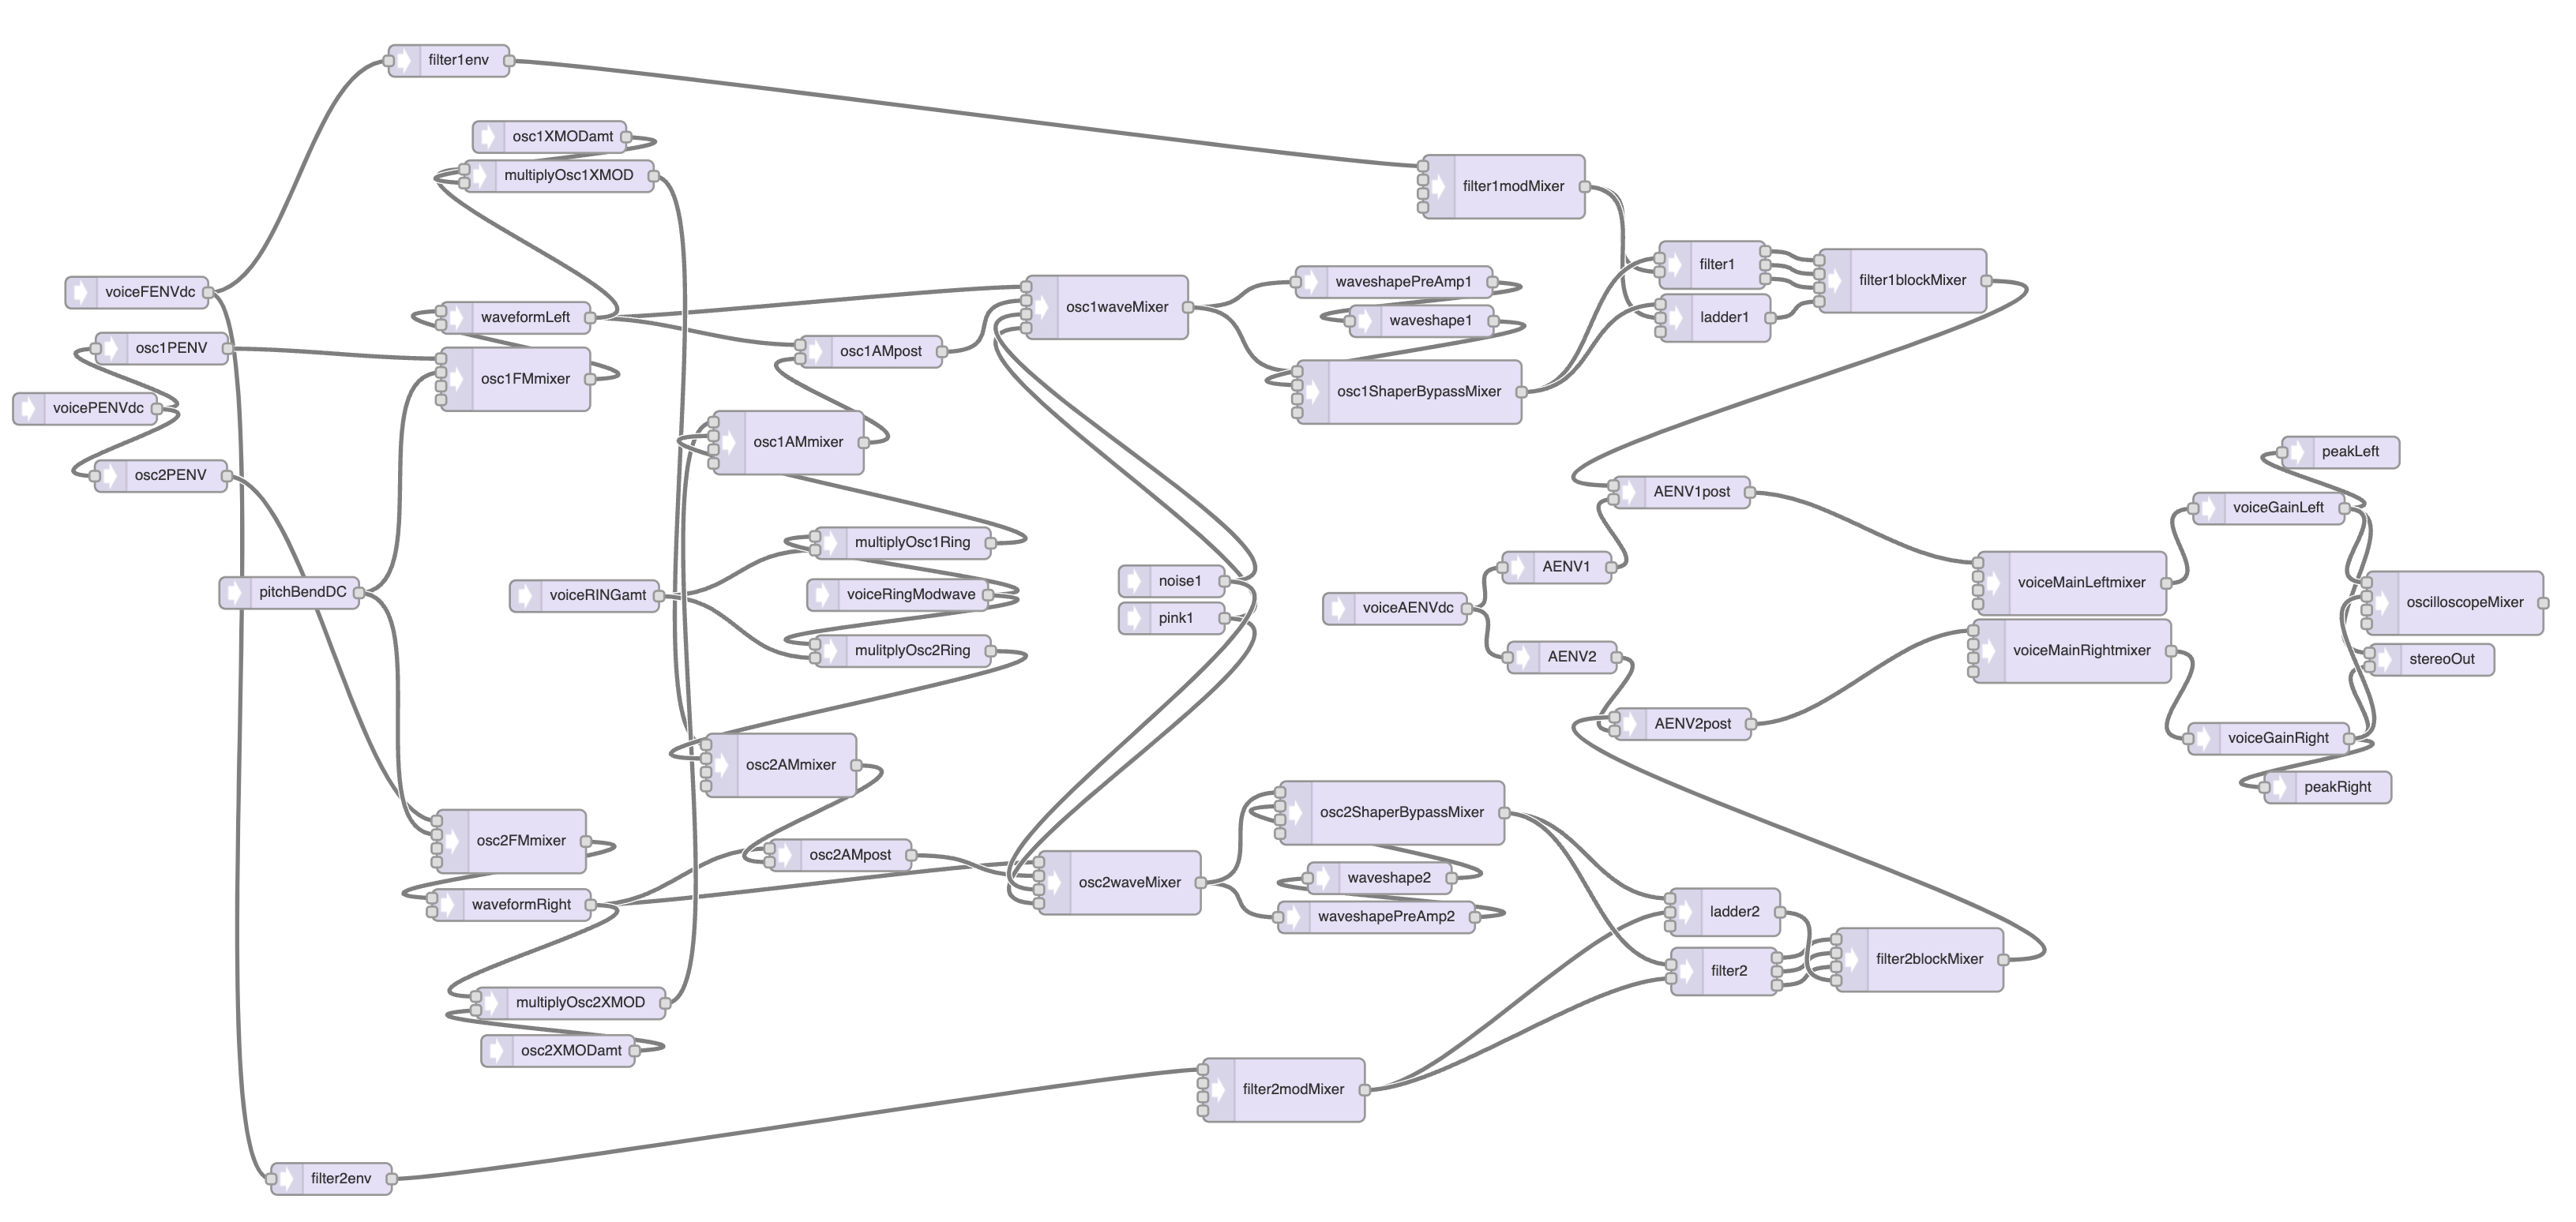 filter1env
osc1XMODamt
multiplyOsc1XMOD
filter1modMixer
filter1
voiceFENVdc
waveformLeft
osc1waveMixer
waveshapePreAmp1
filter1blockMixer
waveshape1
ladder1
osc1PENV
osc1AMpost
osc1FMmixer
osc1ShaperBypassMixer
voicePENVdc
osc1AMmixer
peakLeft
osc2PENV
AENV1post
voiceGainLeft
multiplyOsc1Ring
AENV1
noise1
voiceMainLeftmixer
pitchBendDC
voiceRINGamt
voiceRingModwave
oscilloscopeMixer
pink1
voiceAENVdc
mulitplyOsc2Ring
AENV2
voiceMainRightmixer
stereoOut
AENV2post
voiceGainRight
osc2AMmixer
peakRight
osc2ShaperBypassMixer
osc2FMmixer
osc2AMpost
waveshape2
osc2waveMixer
waveformRight
waveshapePreAmp2
ladder2
filter2blockMixer
filter2
multiplyOsc2XMOD
osc2XMODamt
filter2modMixer
filter2env